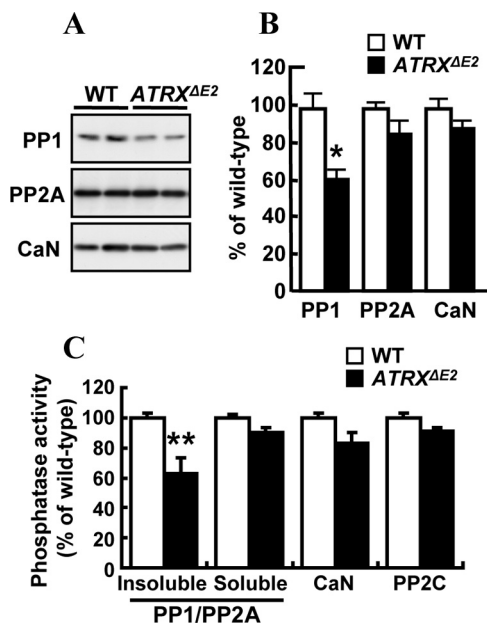 A
WT ATRXΔE2
PP1
PP2A
CaN
B
WT
ATRXΔE2
% of wild-type
120
100
80
60
40
20
0
*
PP1 PP2A CaN
C
WT
ATRXΔE2
Phosphatase activity
(% of wild-type)
120
100
80
60
40
20
0
**
Insoluble Soluble CaN PP2C
PP1/PP2A